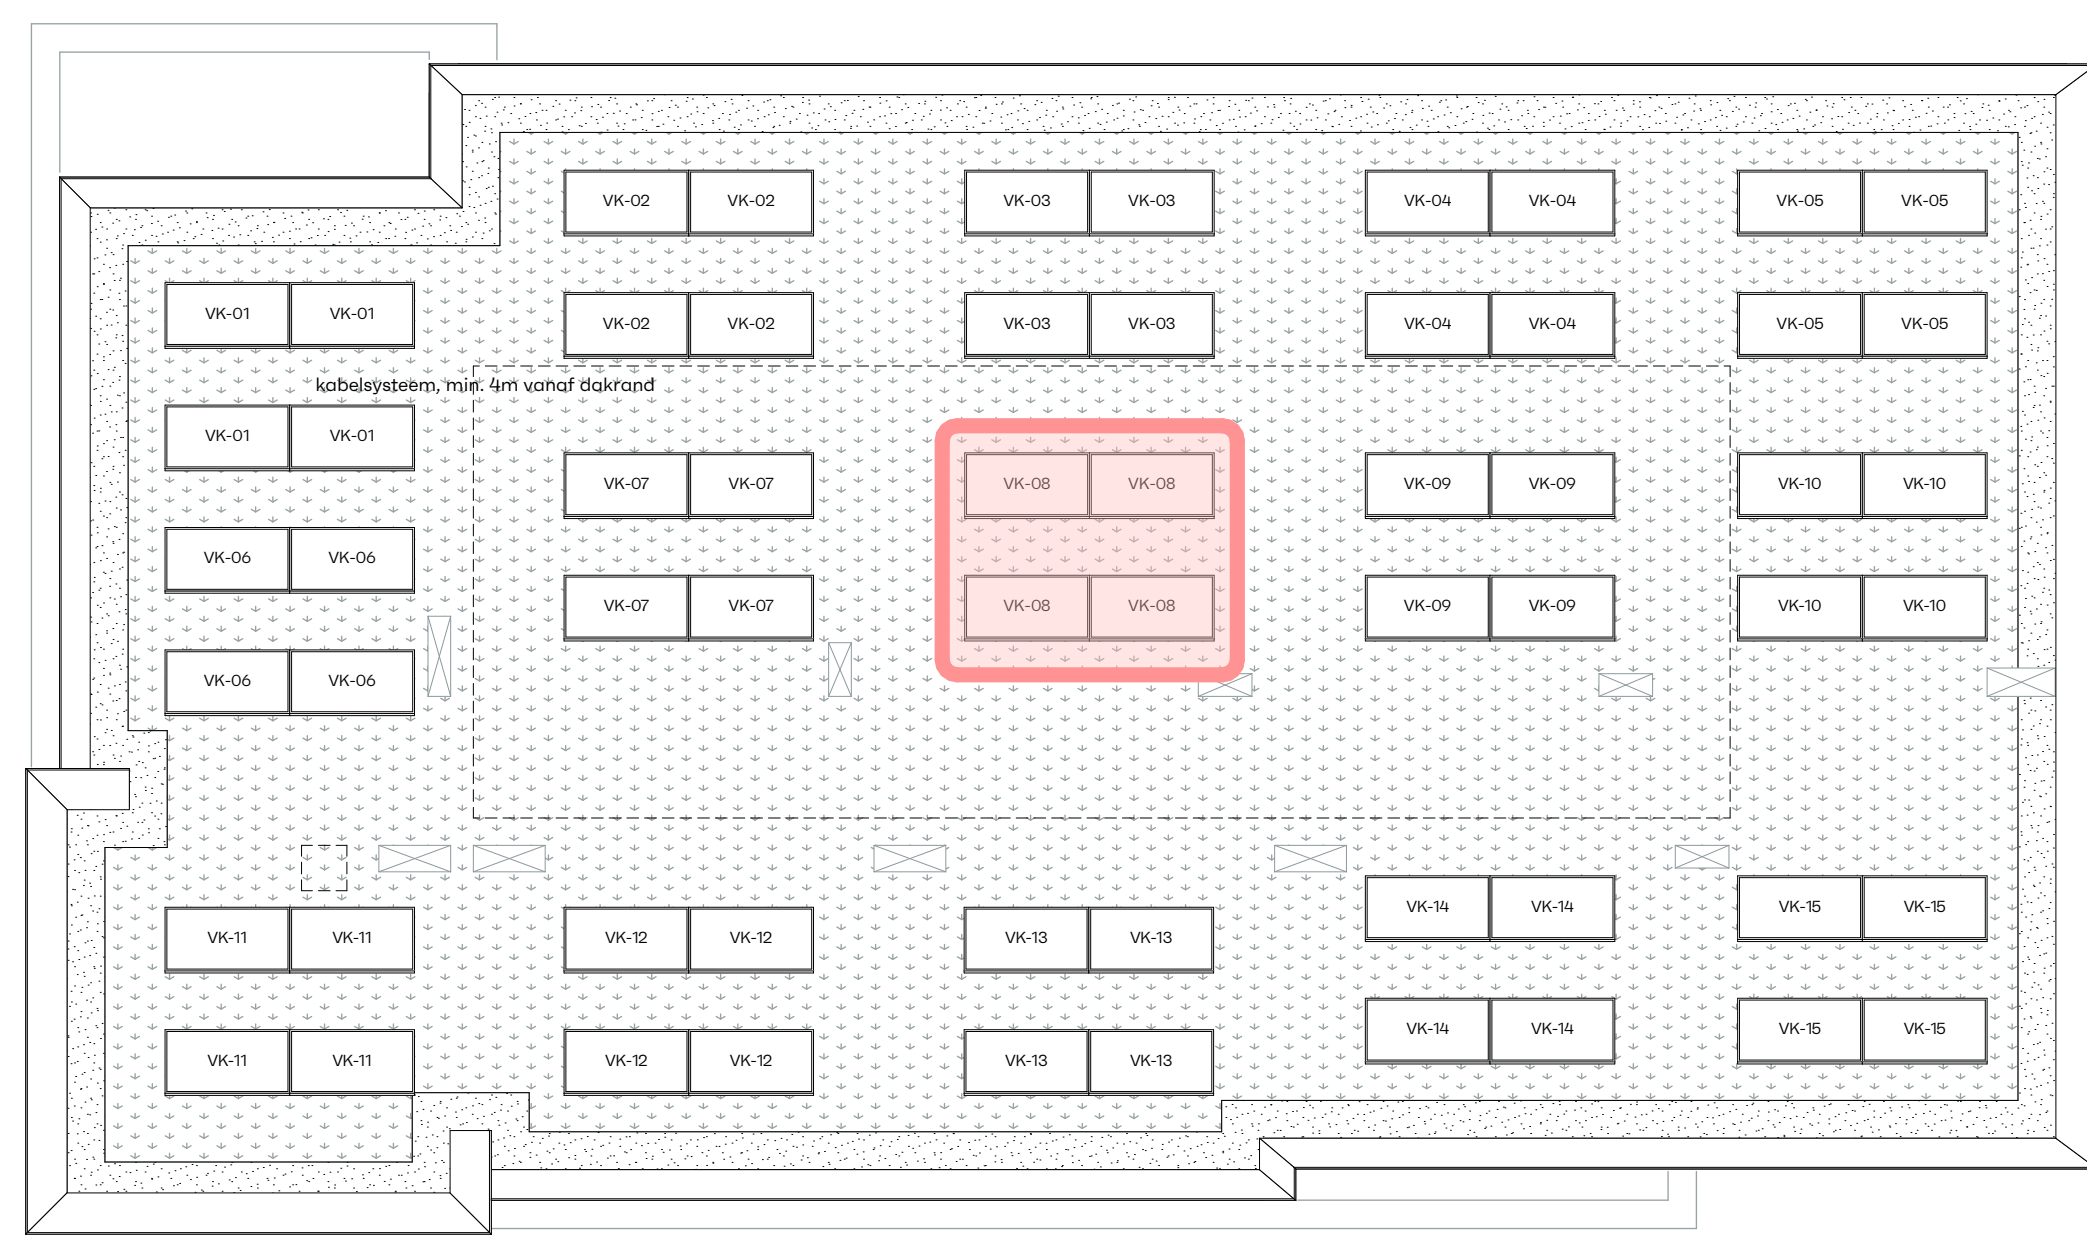 VK-02 VK-02 VK-03 VK-03 VK-04 VK-04 VK-05 VK-05
VK-01 VK-01
VK-02 VK-02 VK-03 VK-03 VK-04 VK-04 VK-05 VK-05
kabelsysteem, min. 4m vanaf dakrand
VK-01 VK-01
VK-07 VK-07 VK-08 VK-08 VK-09 VK-09 VK-10 VK-10
VK-06 VK-06
VK-07 VK-07 VK-08 VK-08 VK-09 VK-09 VK-10 VK-10
VK-06 VK-06
VK-14 VK-14 VK-15 VK-15
VK-11 VK-11 VK-12 VK-12 VK-13 VK-13
VK-14 VK-14 VK-15 VK-15
VK-11 VK-11 VK-12 VK-12 VK-13 VK-13